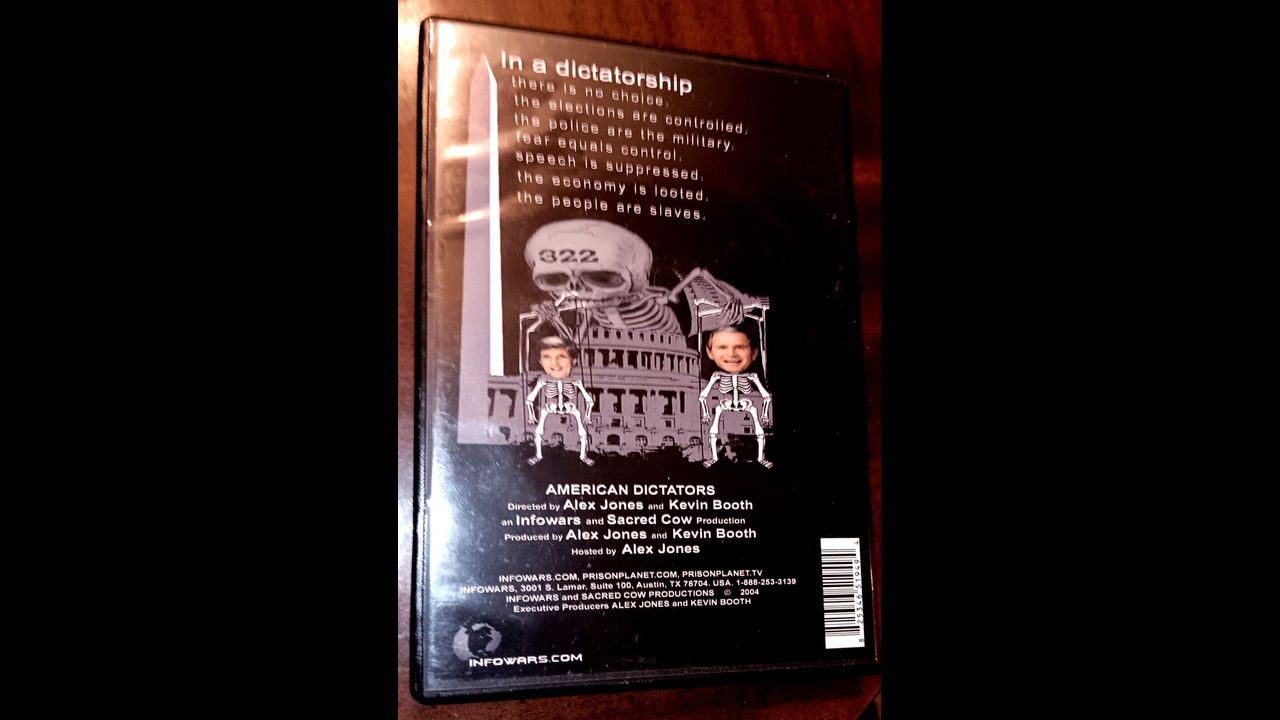 In a dictatorship
there is no choice.
the elections are controlled.
the police are the military.
fear equals control.
speech is suppressed.
the economy is looted.
the people are slaves.
322
AMERICAN DICTATORS
Directed by Alex Jones and Kevin Booth
an Infowars and Sacred Cow Production
Produced by Alex Jones and Kevin Booth
Hosted by Alex Jones
INFOWARS.COM, PRISONPLANET.COM, PRISONPLANET.TV
INFOWARS, 3001 S. Lamar, Suite 100, Austin, TX 78704. USA. 1-888-253-3139
INFOWARS and SACRED COW PRODUCTIONS © 2004
Executive Producers ALEX JONES and KEVIN BOOTH
INFOWARS.COM
8 25346 51949 4